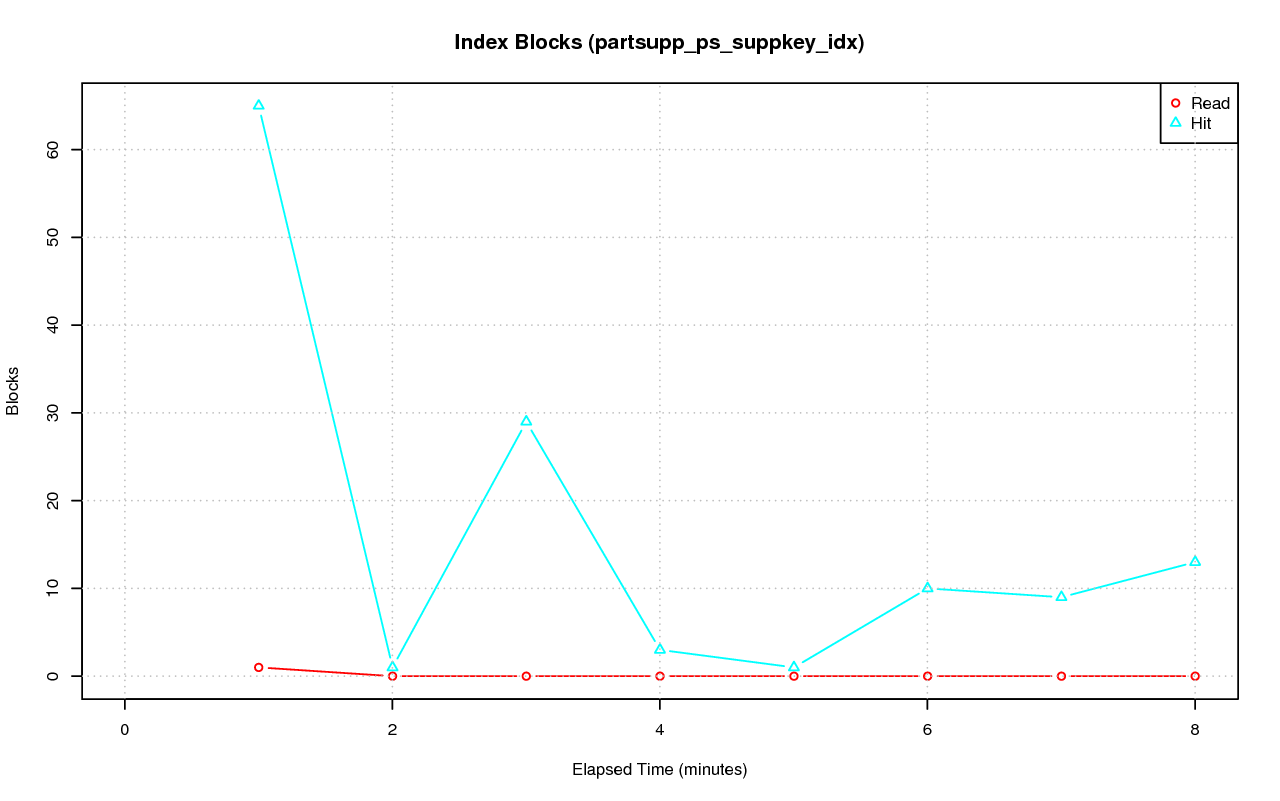 Index Blocks (partsupp_ps_suppkey_idx)
Read
Hit
60
50
40
30
20
10
0
Blocks
0 2 4 6 8
Elapsed Time (minutes)